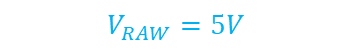 V_RAW = 5V